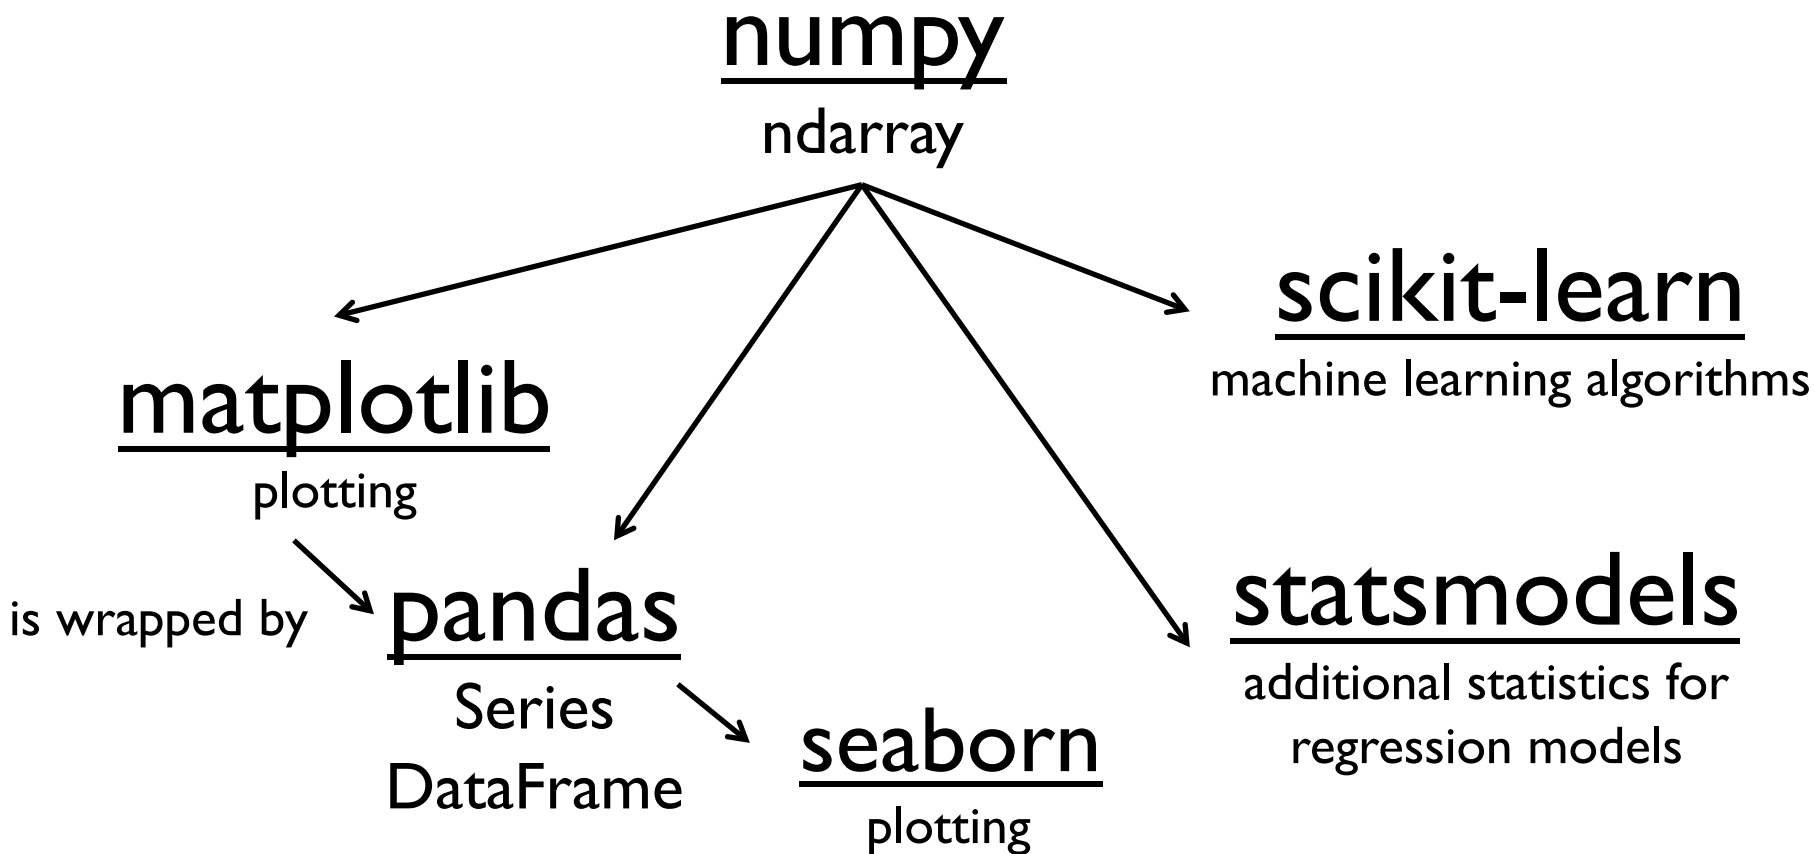 numpy
ndarray
scikit-learn
machine learning algorithms
matplotlib
plotting
is wrapped by
pandas
Series
DataFrame
seaborn
plotting
statsmodels
additional statistics for
regression models